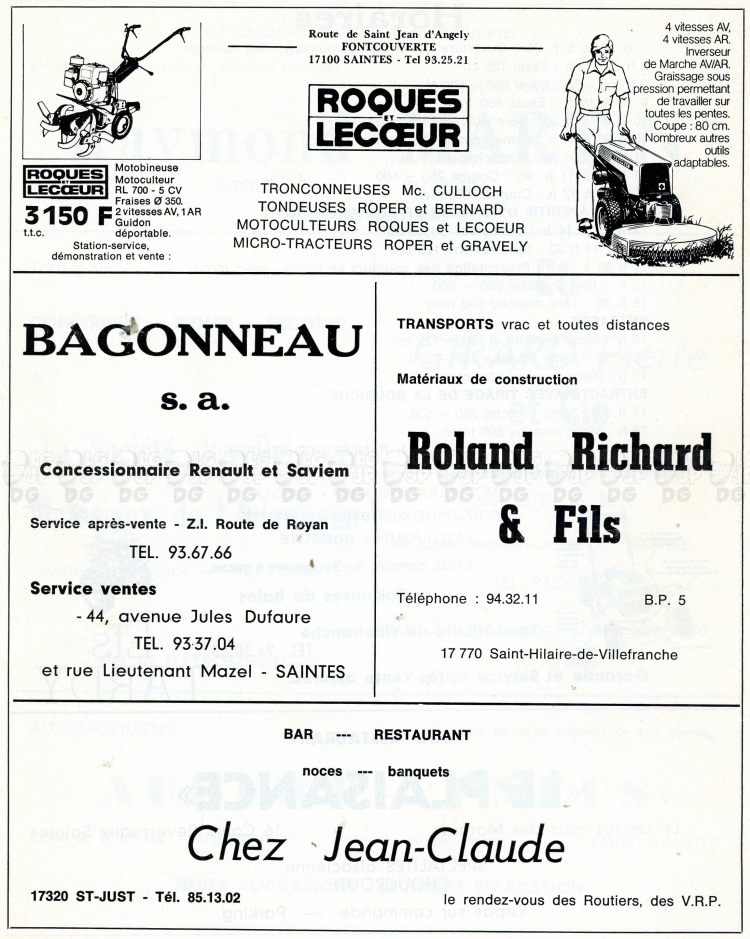 Route de Saint Jean d'Angely
FONTCOUVERTE
17100 SAINTES - Tel 93.25.21
ROQUES
ET
LECŒUR
TRONCONNEUSES Mc. CULLOCH
TONDEUSES ROPER et BERNARD
MOTOCULTEURS ROQUES et LECOEUR
MICRO-TRACTEURS ROPER et GRAVELY
ROQUES
ET
LECŒUR
3150 F
t.t.c.
Motobineuse
Motoculteur
RL 700 - 5 CV
Fraises Ø 350.
2 vitesses AV, 1 AR
Guidon
déportable.
Station-service,
démonstration et vente :
4 vitesses AV,
4 vitesses AR.
Inverseur
de Marche AV/AR.
Graissage sous
pression permettant
de travailler sur
toutes les pentes.
Coupe : 80 cm.
Nombreux autres
outils
adaptables.
BAGONNEAU
s. a.
Concessionnaire Renault et Saviem
Service après-vente - Z.I. Route de Royan
TEL. 93.67.66
Service ventes
- 44, avenue Jules Dufaure
TEL. 93.37.04
et rue Lieutenant Mazel - SAINTES
TRANSPORTS vrac et toutes distances
Matériaux de construction
Roland Richard
& Fils
Téléphone : 94.32.11 B.P. 5
17 770 Saint-Hilaire-de-Villefranche
BAR --- RESTAURANT
noces --- banquets
Chez Jean-Claude
17320 ST-JUST - Tél. 85.13.02
le rendez-vous des Routiers, des V.R.P.